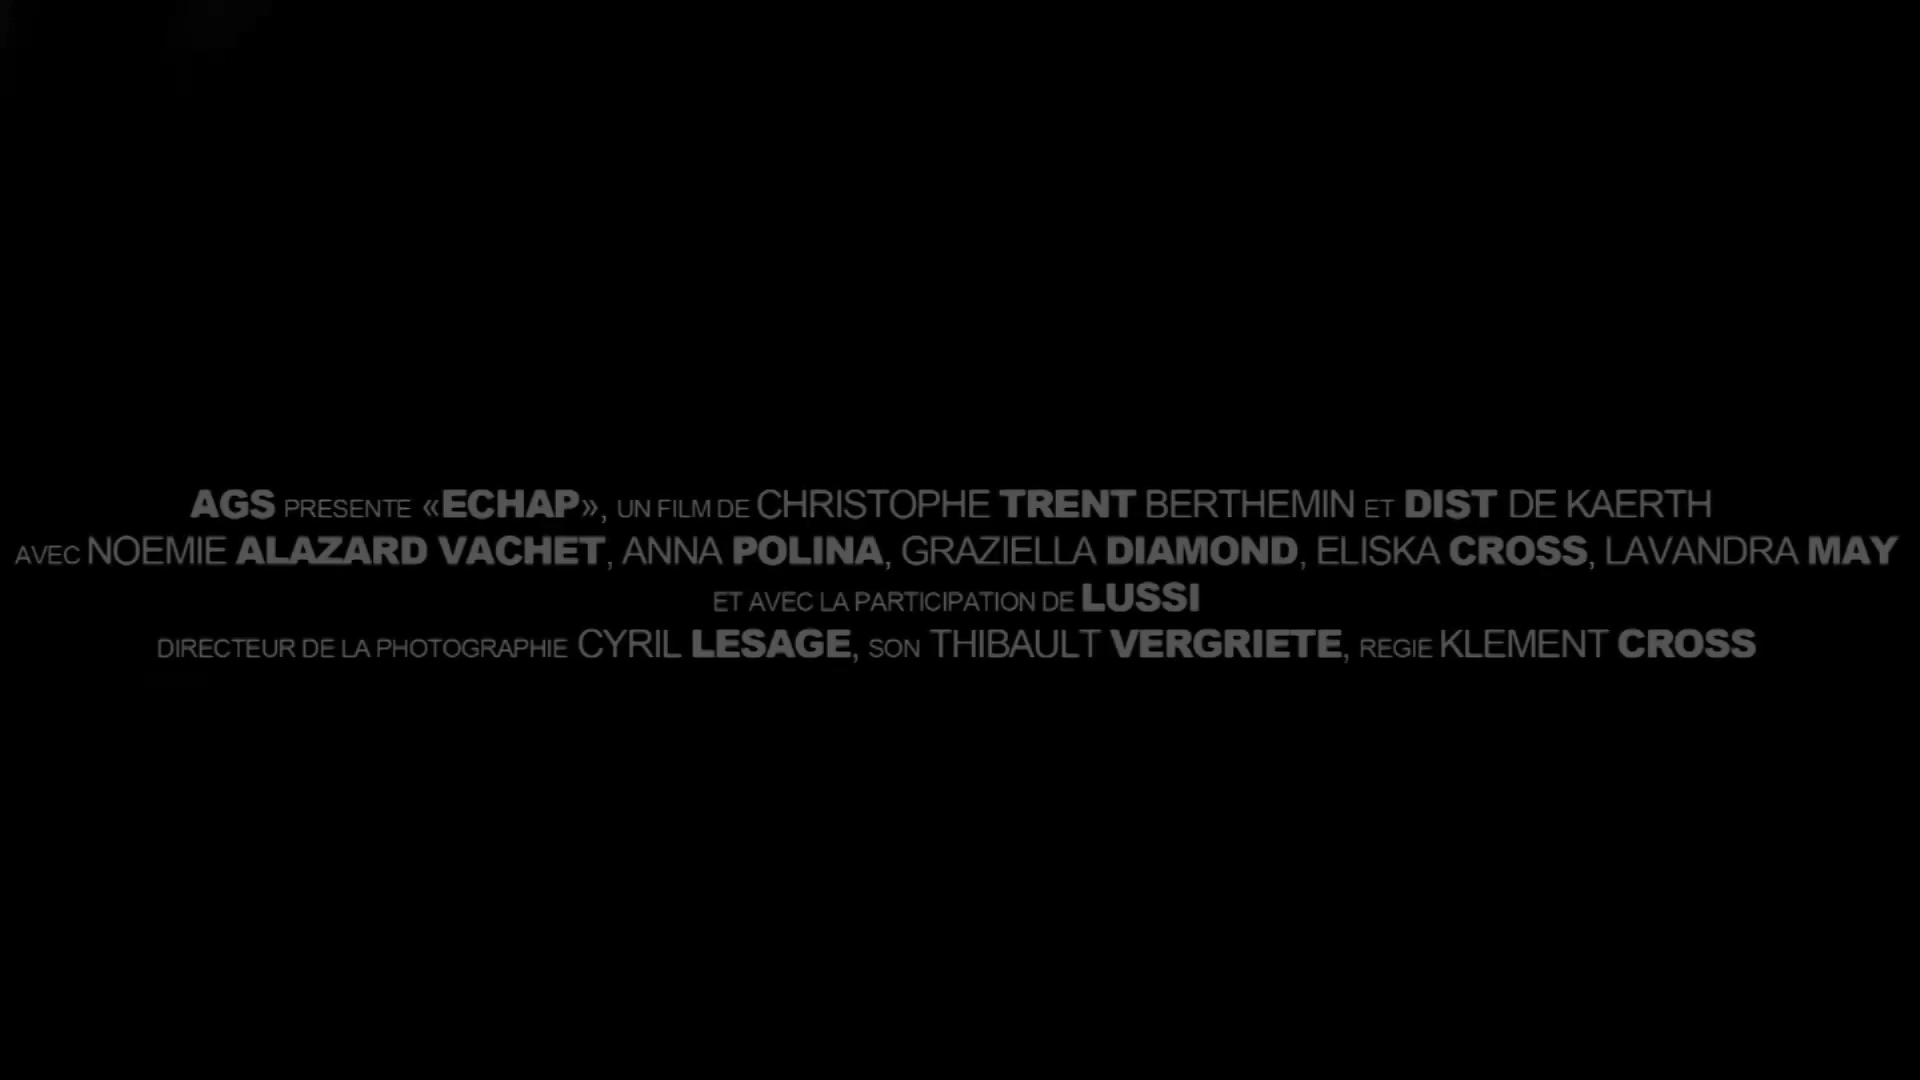 AGS PRESENTE «ECHAP», UN FILM DE CHRISTOPHE TRENT BERTHEMIN ET DIST DE KAERTH
AVEC NOEMIE ALAZARD VACHET, ANNA POLINA, GRAZIELLA DIAMOND, ELISKA CROSS, LAVANDRA MAY
ET AVEC LA PARTICIPATION DE LUSSI
DIRECTEUR DE LA PHOTOGRAPHIE CYRIL LESAGE, SON THIBAULT VERGRIETE, REGIE KLEMENT CROSS